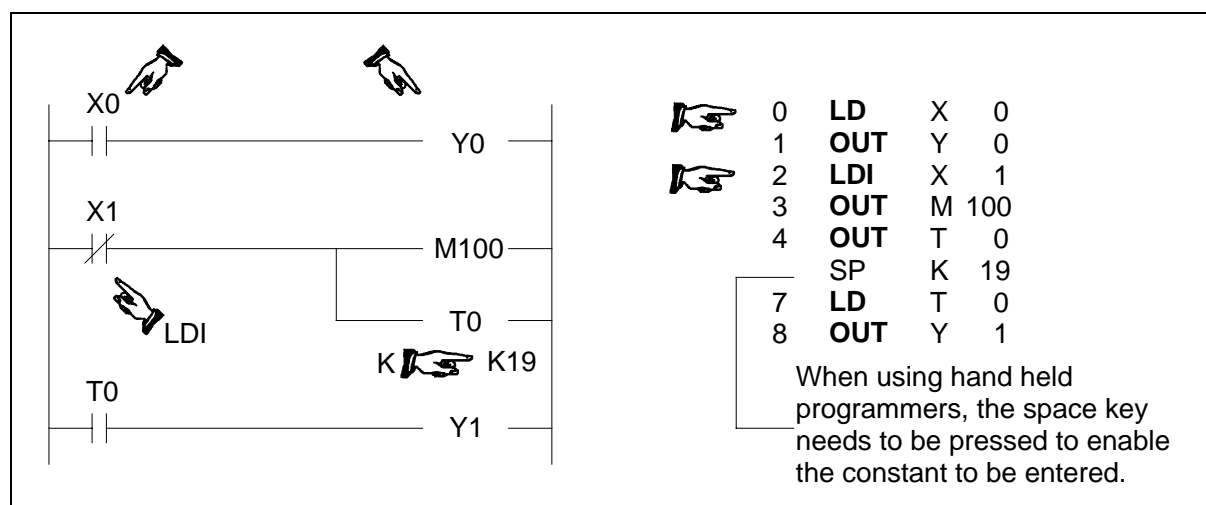 X0
Y0
X1
M100
LDI
T0
K K19
T0
Y1
0 LD X 0
1 OUT Y 0
2 LDI X 1
3 OUT M 100
4 OUT T 0
SP K 19
7 LD T 0
8 OUT Y 1
When using hand held
programmers, the space key
needs to be pressed to enable
the constant to be entered.